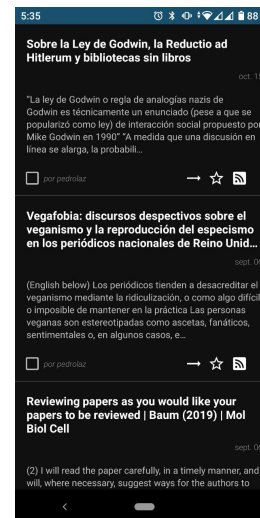 5:35
88
Sobre la Ley de Godwin, la Reductio ad
Hitlerum y bibliotecas sin libros
oct. 15
"La ley de Godwin o regla de analogías nazis de
Godwin es técnicamente un enunciado (pese a que se
popularizó como ley) de interacción social propuesto por
Mike Godwin en 1990" "A medida que una discusión en
línea se alarga, la probabili...
por pedrolaz
Vegafobia: discursos despectivos sobre el
veganismo y la reproducción del especismo
en los periódicos nacionales de Reino Unid...
sept. 06
(English below) Los periódicos tienden a desacreditar el
veganismo mediante la ridiculización, o como algo difícil
o imposible de mantener en la práctica Las personas
veganas son estereotipadas como ascetas, fanáticos,
sentimentales o, en algunos casos, e...
por pedrolaz
Reviewing papers as you would like your
papers to be reviewed | Baum (2019) | Mol
Biol Cell
sept. 06
(2) I will read the paper carefully, in a timely manner, and
will, where necessary, suggest ways for the authors to